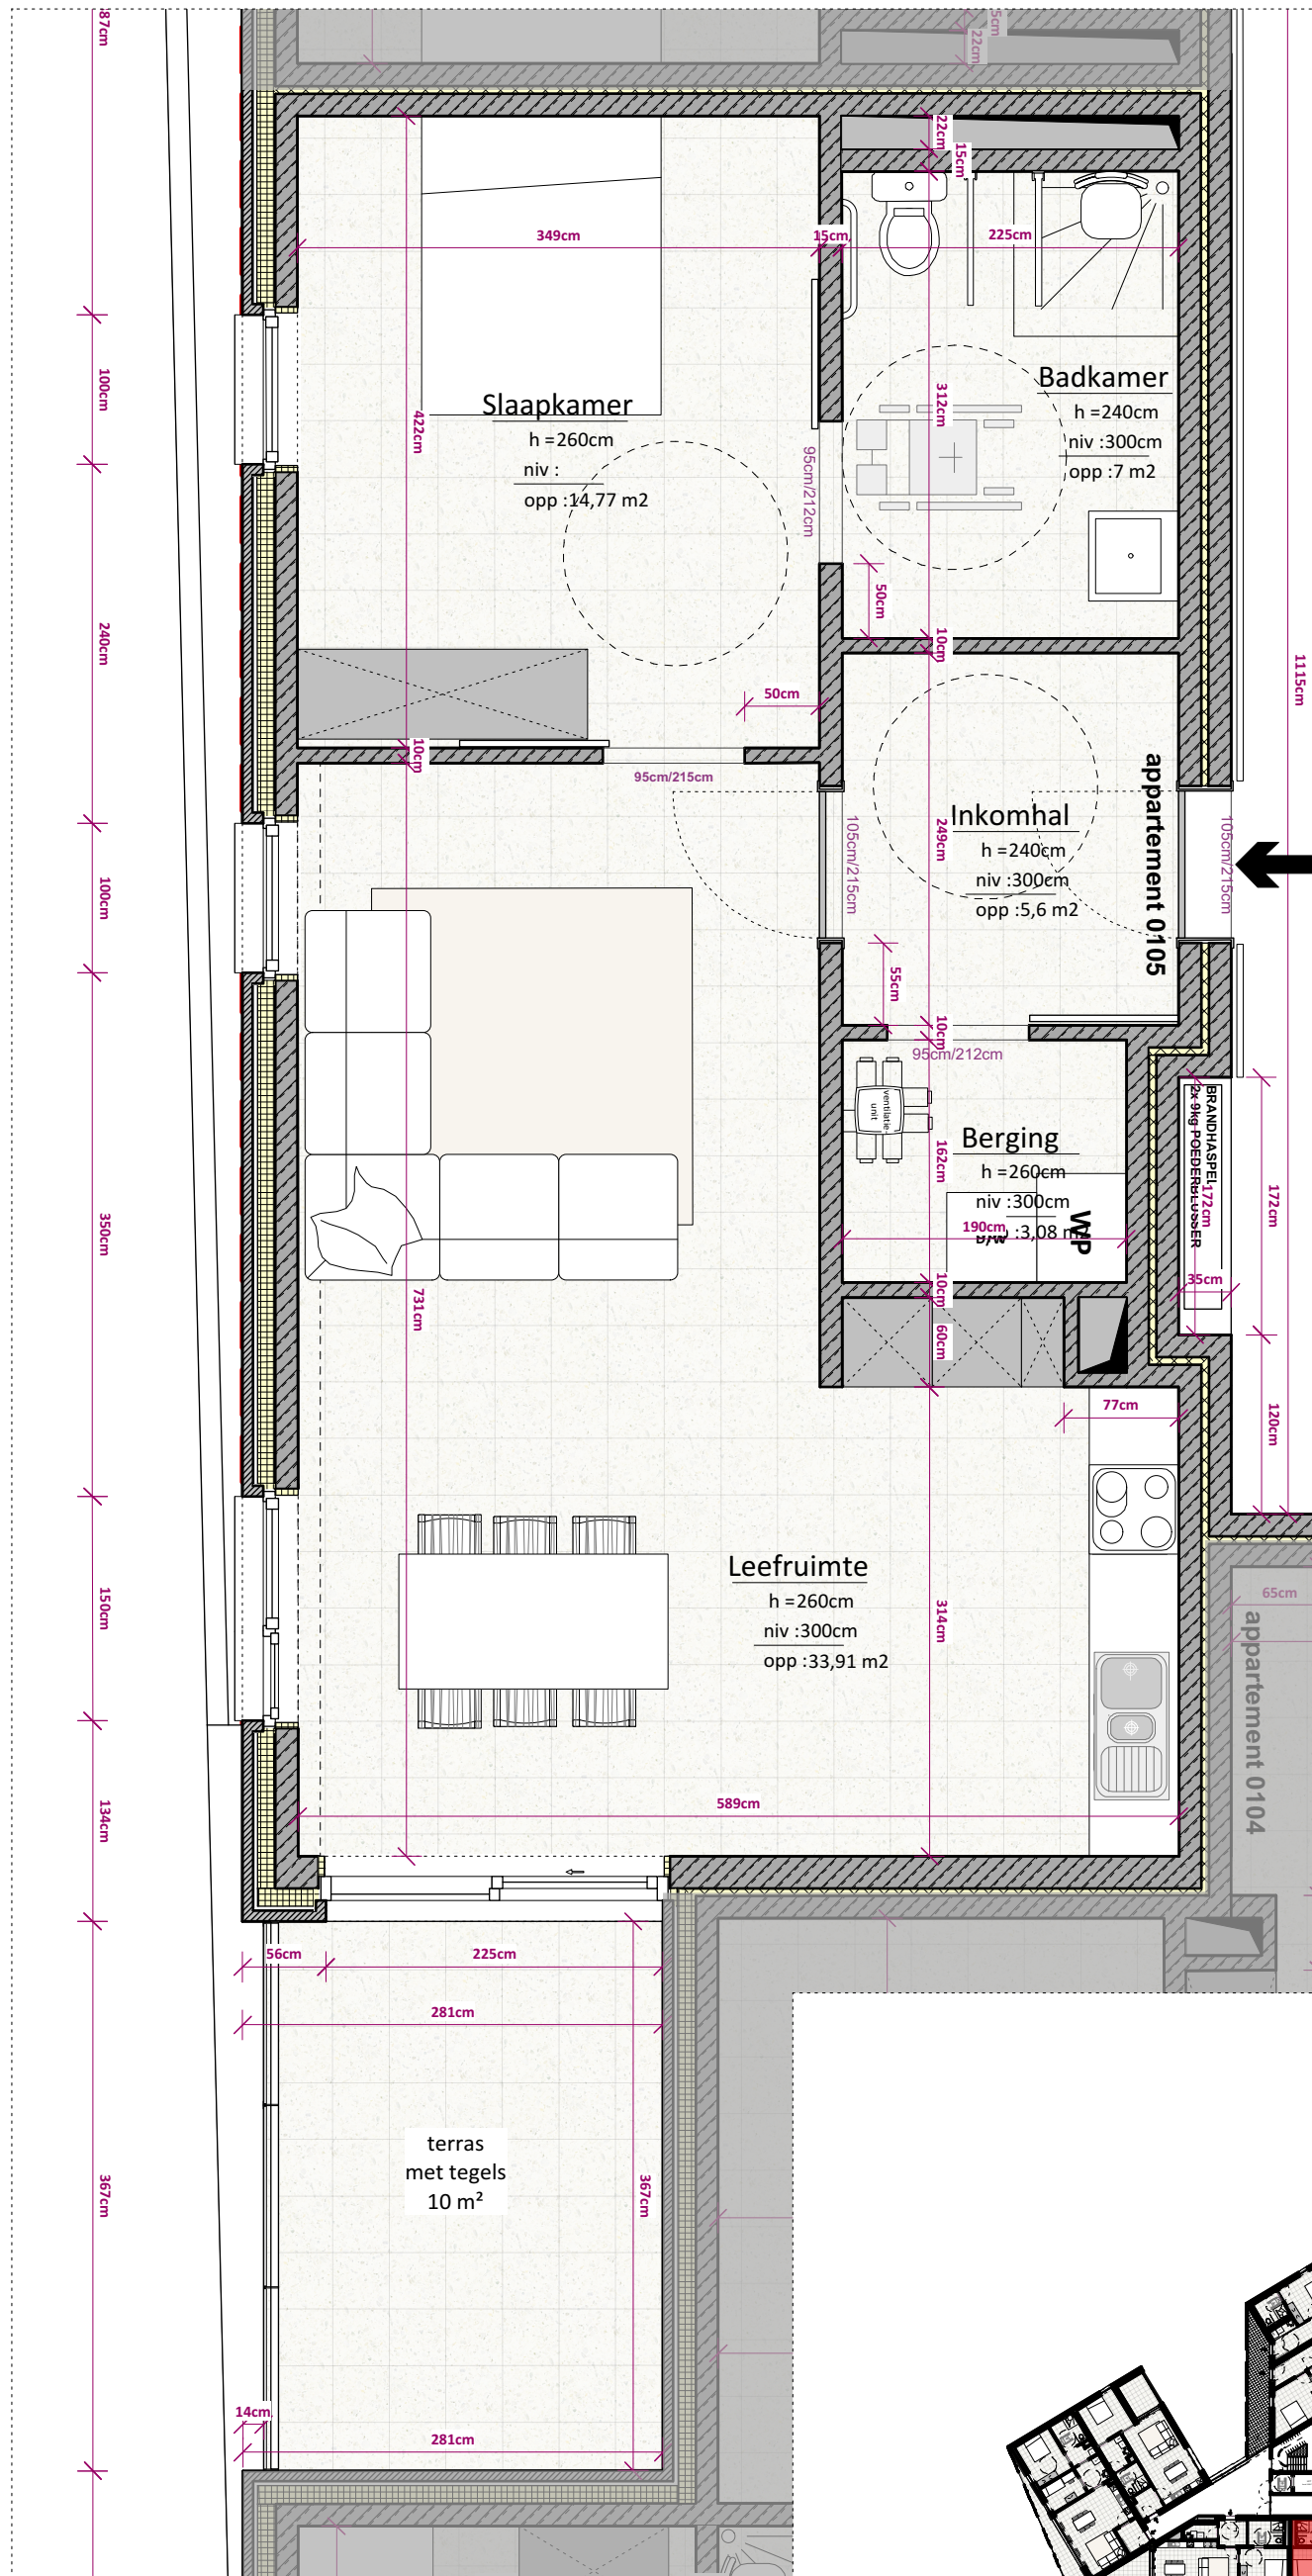 87cm
5cm
22cm
22cm
15cm
349cm
15cm
225cm
100cm
Slaapkamer
h =260cm
niv :
opp :14,77 m2
422cm
Badkamer
h =240cm
niv :300cm
opp :7 m2
312cm
95cm/212cm
50cm
10cm
240cm
50cm
10cm
95cm/215cm
1115cm
Inkomhal
h =240cm
niv :300cm
opp :5,6 m2
249cm
appartement 0105
105cm/215cm
105cm/215cm
100cm
55cm
10cm
95cm/212cm
ventilatie
unit
Berging
h =260cm
niv :300cm
:3,08 m
162cm
190cm
WP
BRANDHASPEL
2x 9kg POEDERBLUSSER
172cm
172cm
35cm
350cm
731cm
10cm
60cm
77cm
120cm
Leefruimte
h =260cm
niv :300cm
opp :33,91 m2
314cm
150cm
65cm
appartement 0104
134cm
589cm
56cm
225cm
281cm
terras
met tegels
10 m²
367cm
367cm
14cm
281cm